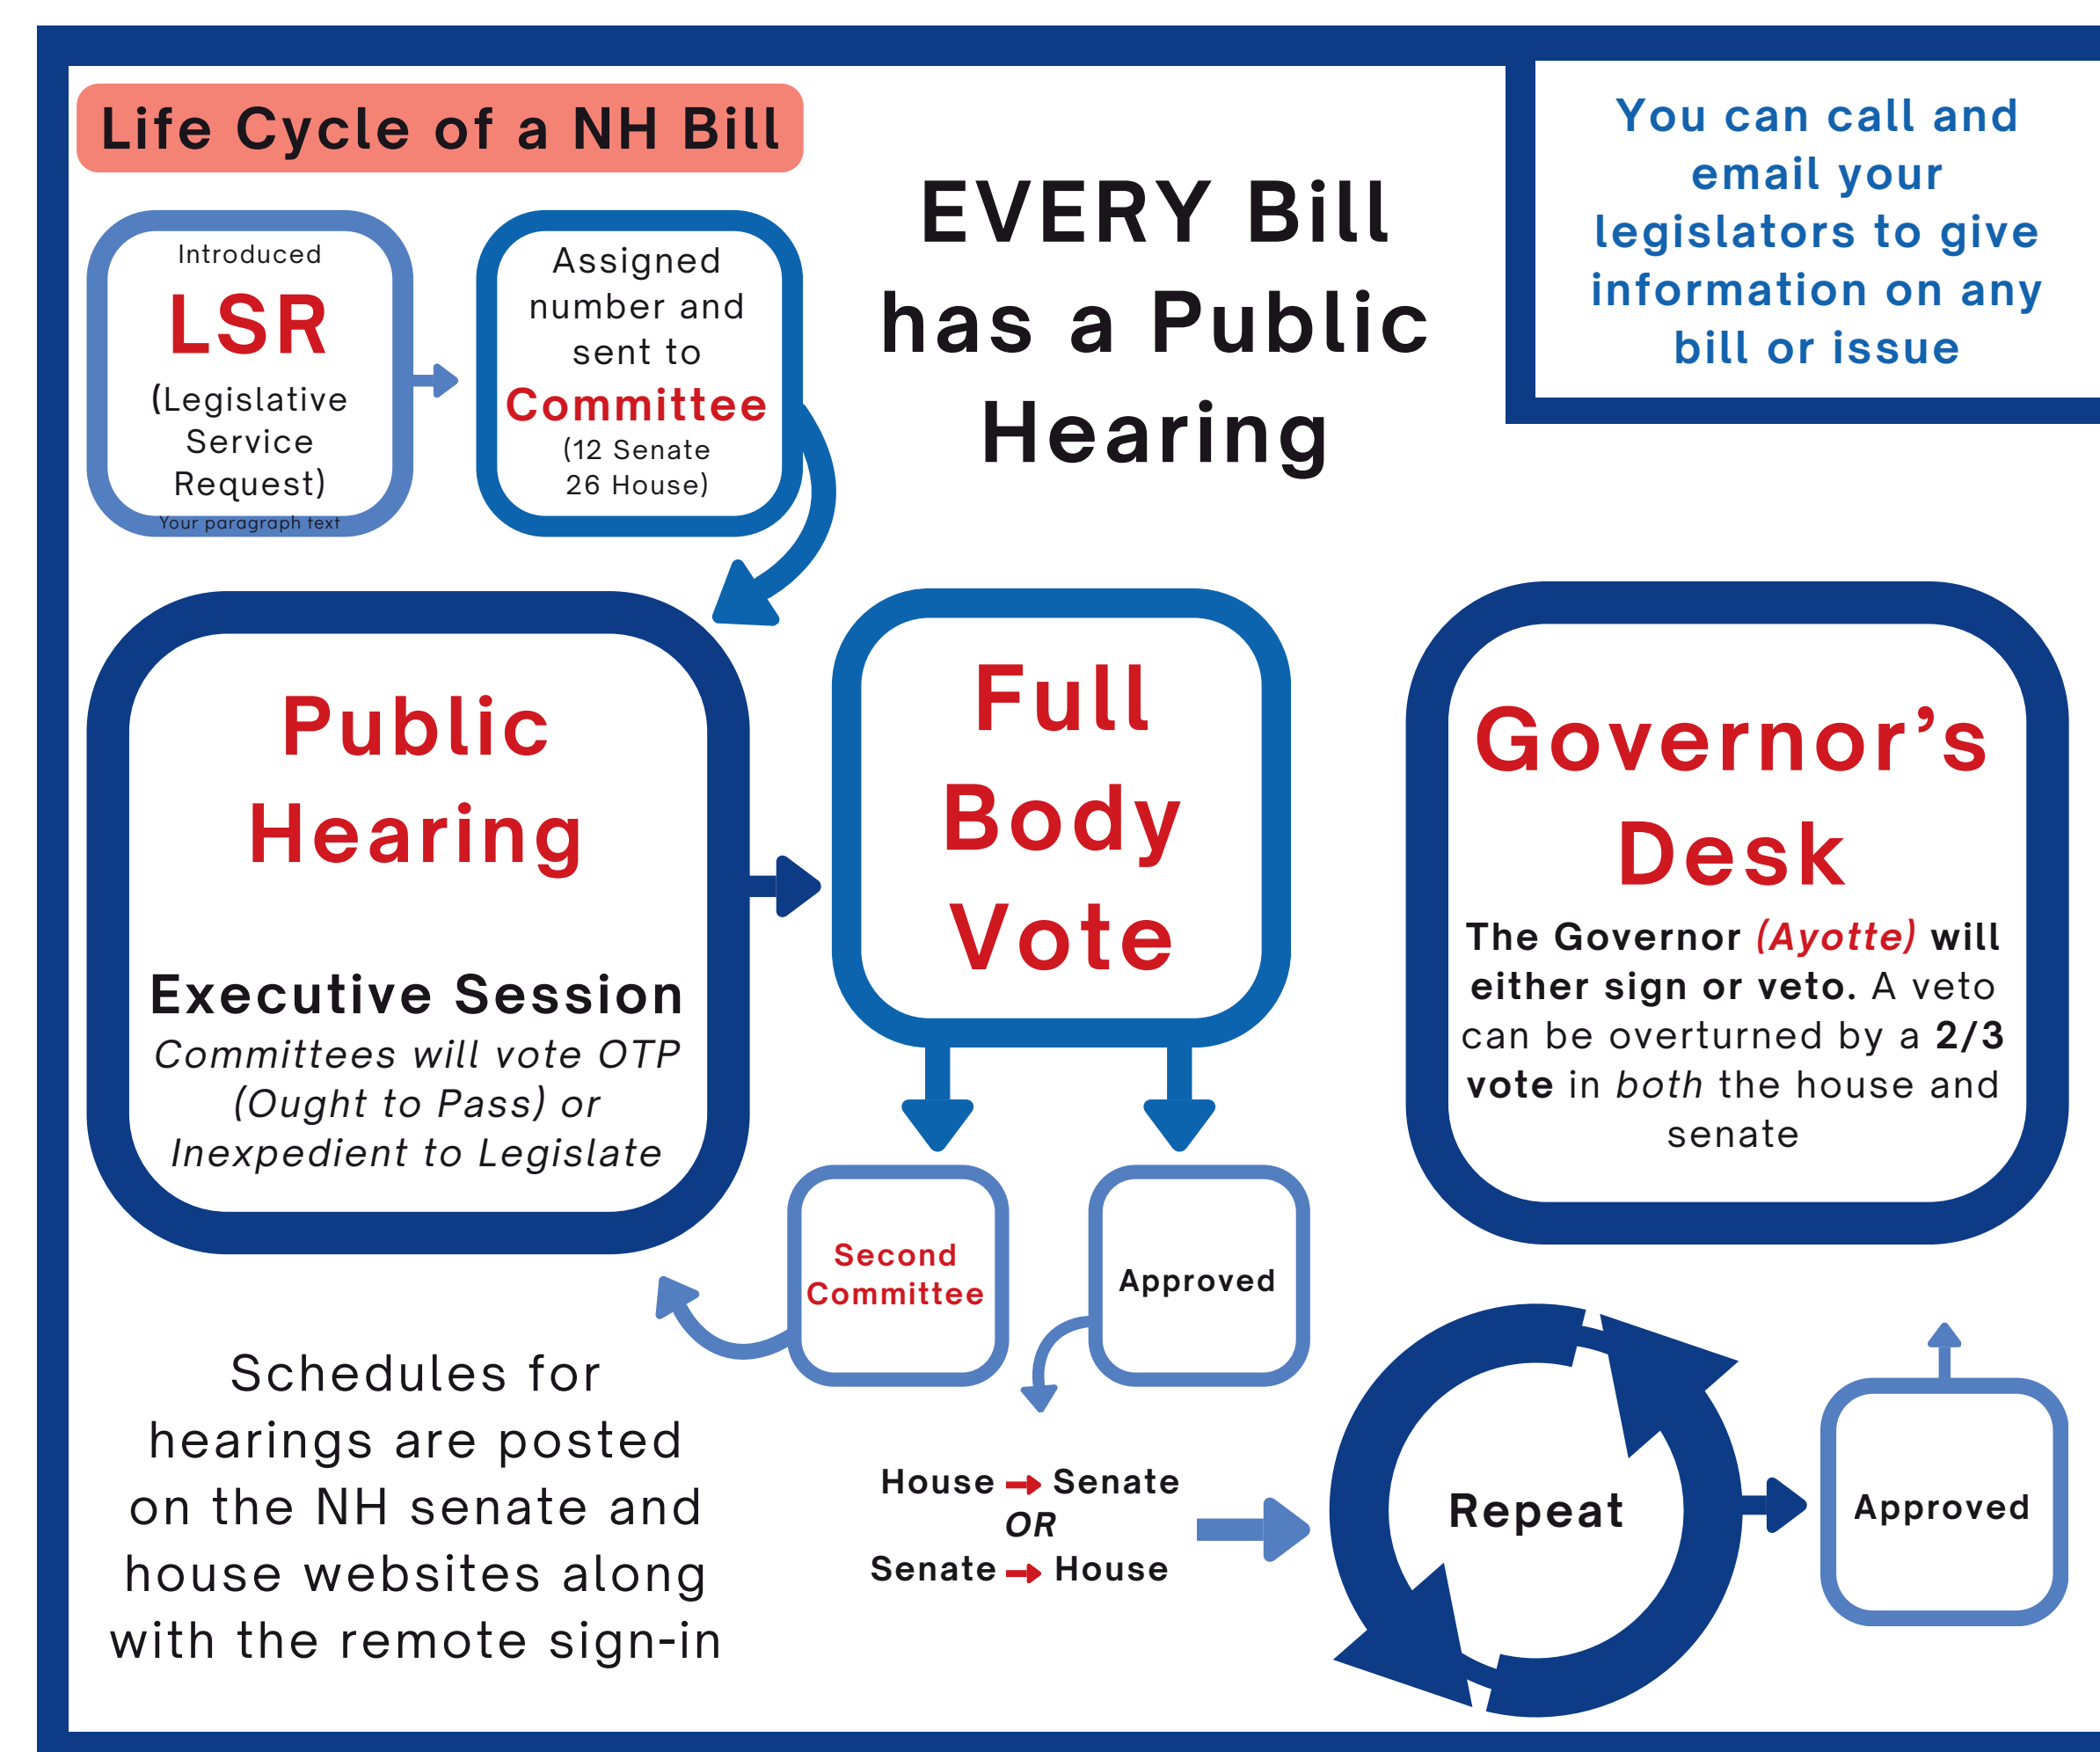 Life Cycle of a NH Bill
Introduced
LSR
(Legislative
Service
Request)
Your paragraph text
Assigned
number and
sent to
Committee
(12 Senate
26 House)
EVERY Bill
has a Public
Hearing
You can call and
email your
legislators to give
information on any
bill or issue
Public
Hearing
Executive Session
Committees will vote OTP
(Ought to Pass) or
Inexpedient to Legislate
Full
Body
Vote
Governor’s
Desk
The Governor (Ayotte) will
either sign or veto. A veto
can be overturned by a 2/3
vote in both the house and
senate
Second
Committee
Approved
Schedules for
hearings are posted
on the NH senate and
house websites along
with the remote sign-in
House Senate
OR
Senate House
Repeat
Approved